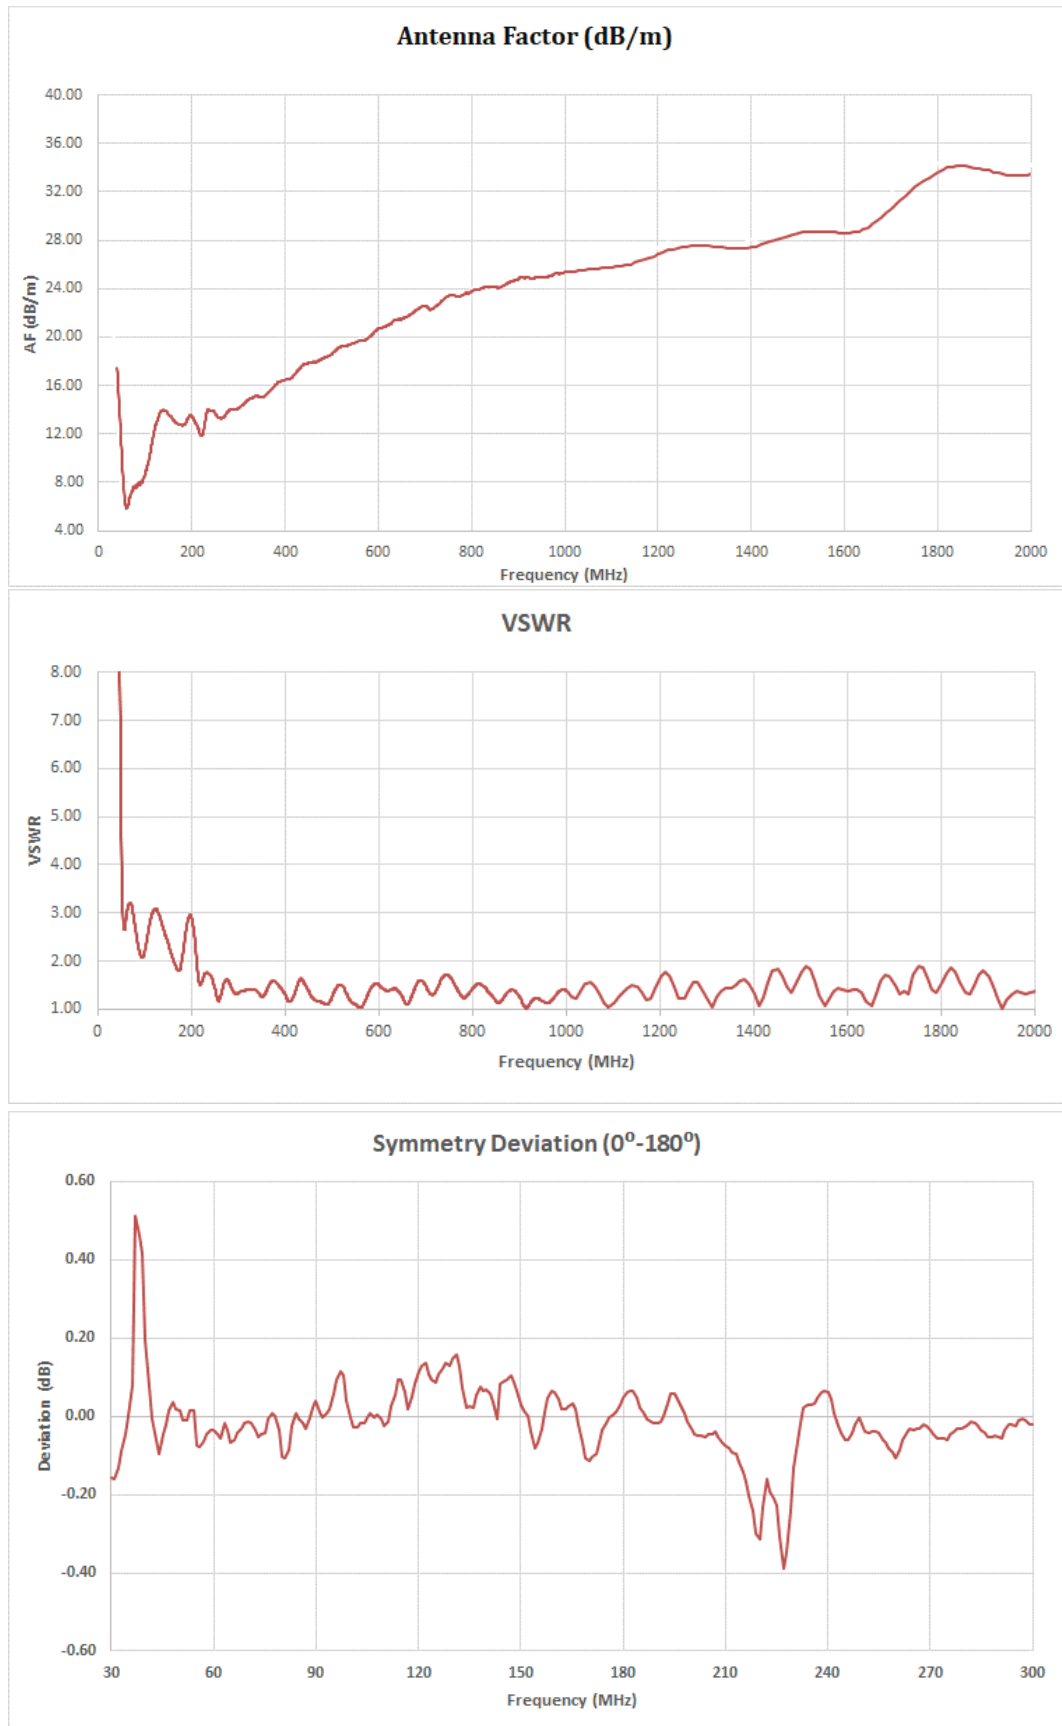 Antenna Factor (dB/m)
40.00
36.00
32.00
28.00
24.00
20.00
16.00
12.00
8.00
4.00
AF (dB/m)
0 200 400 600 800 1000 1200 1400 1600 1800 2000
Frequency (MHz)
VSWR
8.00
7.00
6.00
5.00
4.00
3.00
2.00
1.00
VSWR
0 200 400 600 800 1000 1200 1400 1600 1800 2000
Frequency (MHz)
Symmetry Deviation (0⁰-180⁰)
0.60
0.40
0.20
0.00
-0.20
-0.40
-0.60
Deviation (dB)
30 60 90 120 150 180 210 240 270 300
Frequency (MHz)